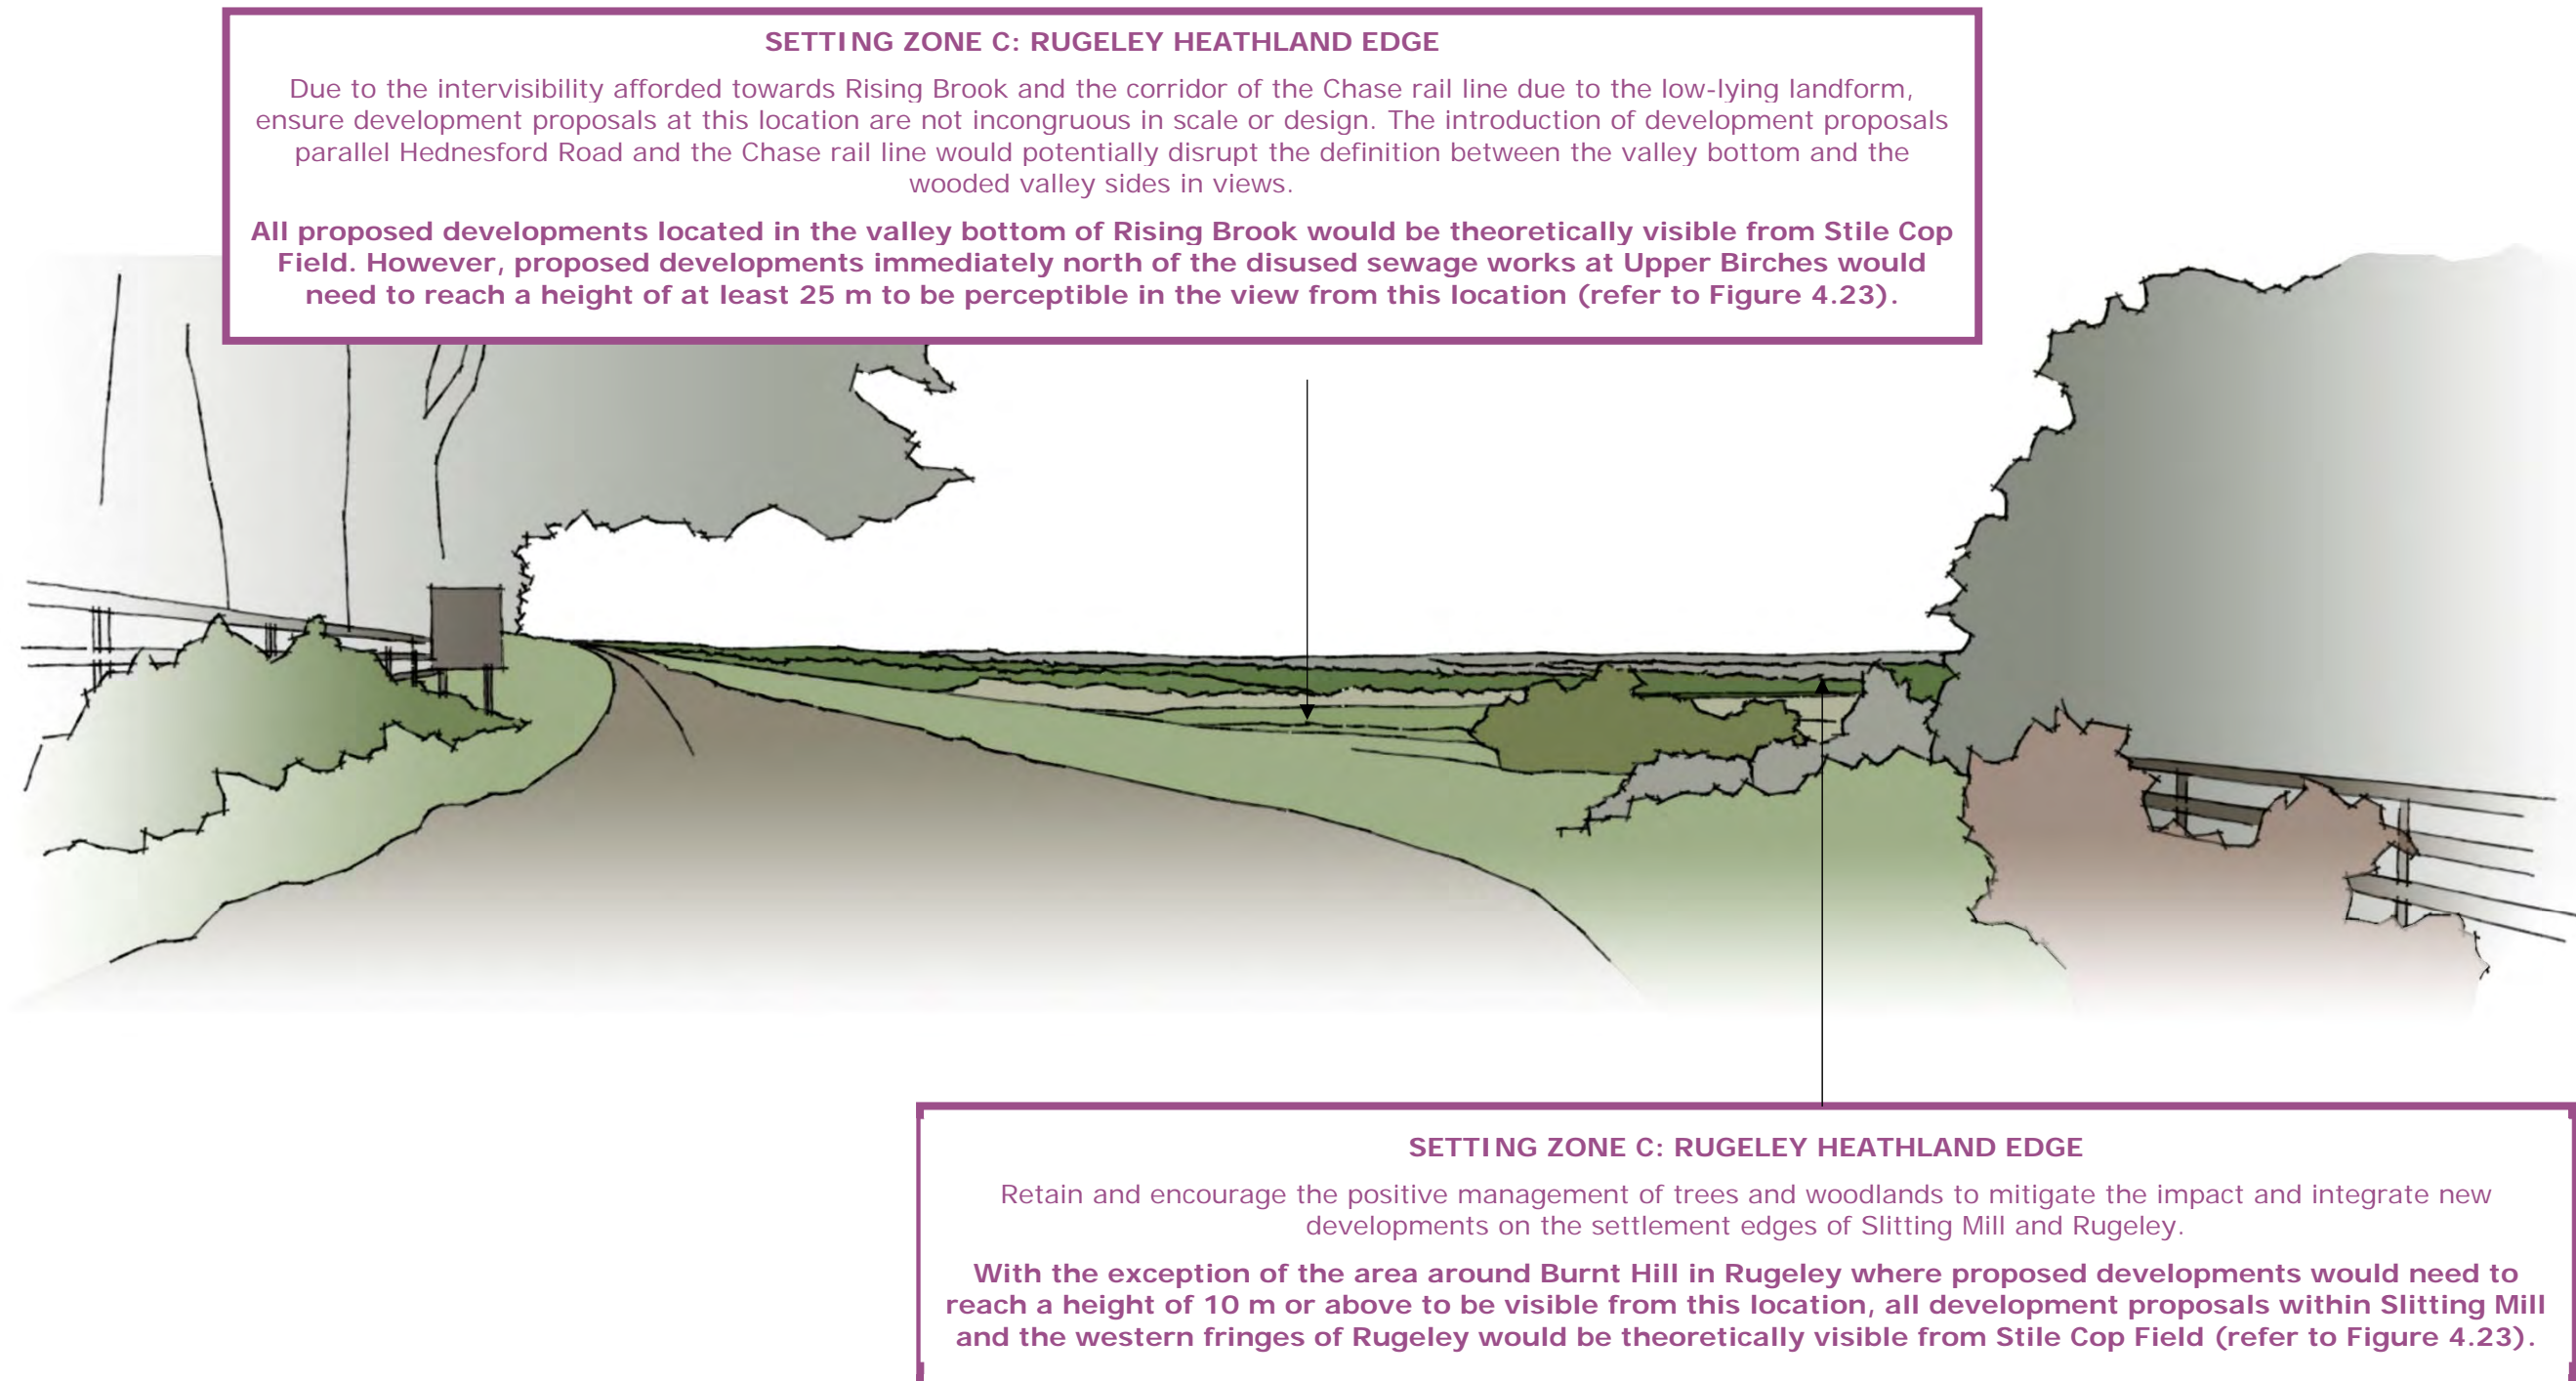 SETTING ZONE C: RUGELEY HEATHLAND EDGE
Due to the intervisibility afforded towards Rising Brook and the corridor of the Chase rail line due to the low-lying landform,
ensure development proposals at this location are not incongruous in scale or design. The introduction of development proposals
parallel Hednesford Road and the Chase rail line would potentially disrupt the definition between the valley bottom and the
wooded valley sides in views.
All proposed developments located in the valley bottom of Rising Brook would be theoretically visible from Stile Cop
Field. However, proposed developments immediately north of the disused sewage works at Upper Birches would
need to reach a height of at least 25 m to be perceptible in the view from this location (refer to Figure 4.23).
SETTING ZONE C: RUGELEY HEATHLAND EDGE
Retain and encourage the positive management of trees and woodlands to mitigate the impact and integrate new
developments on the settlement edges of Slitting Mill and Rugeley.
With the exception of the area around Burnt Hill in Rugeley where proposed developments would need to
reach a height of 10 m or above to be visible from this location, all development proposals within Slitting Mill
and the western fringes of Rugeley would be theoretically visible from Stile Cop Field (refer to Figure 4.23).